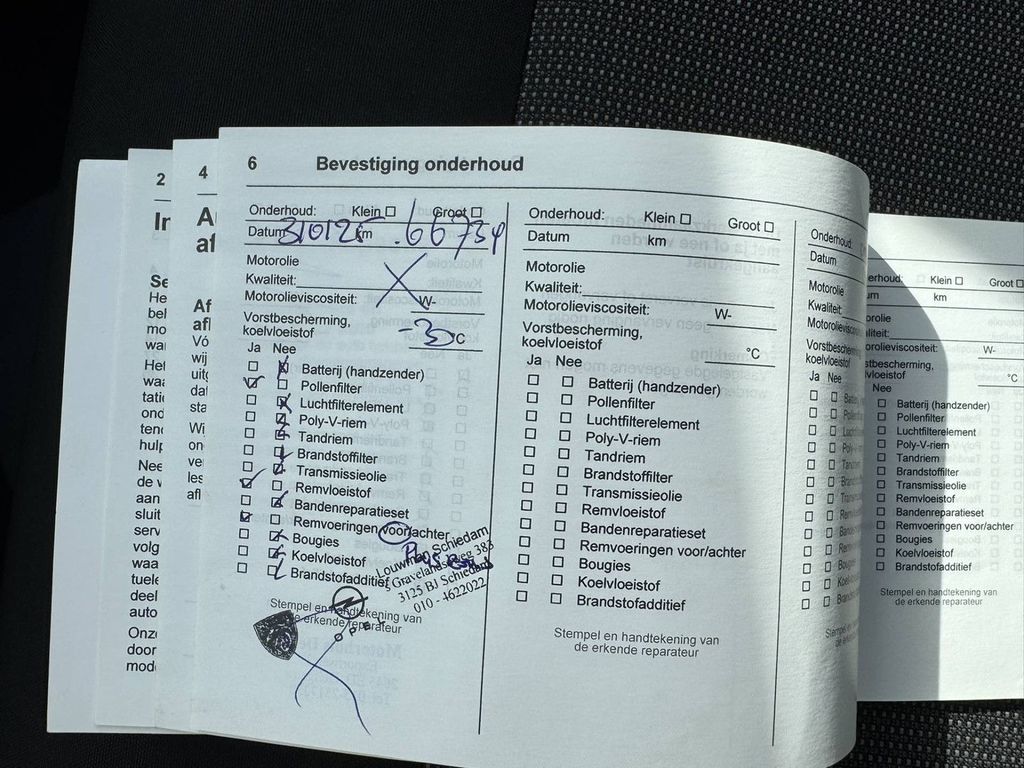 6 Bevestiging onderhoud
Onderhoud: Klein Groot
Datum 310125 km
Motorolie
Kwaliteit:
Motorolieviscositeit: W-
Vorstbescherming,
koelvloeistof -30 °C
Ja Nee
Batterij (handzender)
Pollenfilter
Luchtfilterelement
Poly-V-riem
Tandriem
Brandstoffilter
Transmissieolie
Remvloeistof
Bandenreparatieset
Remvoeringen voor/achter
Bougies
Koelvloeistof
Brandstofadditief
Louwman Schiedam
's Gravelandseweg 383
3125 BJ Schiedam
010 - 4622022
OPEL
Stempel en handtekening van
de erkende reparateur
Onderhoud: Klein Groot
Datum km
Motorolie
Kwaliteit:
Motorolieviscositeit: W-
Vorstbescherming,
koelvloeistof °C
Ja Nee
Batterij (handzender)
Pollenfilter
Luchtfilterelement
Poly-V-riem
Tandriem
Brandstoffilter
Transmissieolie
Remvloeistof
Bandenreparatieset
Remvoeringen voor/achter
Bougies
Koelvloeistof
Brandstofadditief
Stempel en handtekening van
de erkende reparateur
Onderhoud:
Datum
Motorolie
Kwaliteit:
Ja Nee
Klein Groot
km
W-
°C
Nee
Batterij (handzender)
Pollenfilter
Luchtfilterelement
Poly-V-riem
Tandriem
Brandstoffilter
Transmissieolie
Remvloeistof
Bandenreparatieset
Remvoeringen voor/achter
Bougies
Koelvloeistof
Brandstofadditief
Stempel en handtekening van
de erkende reparateur
2
4